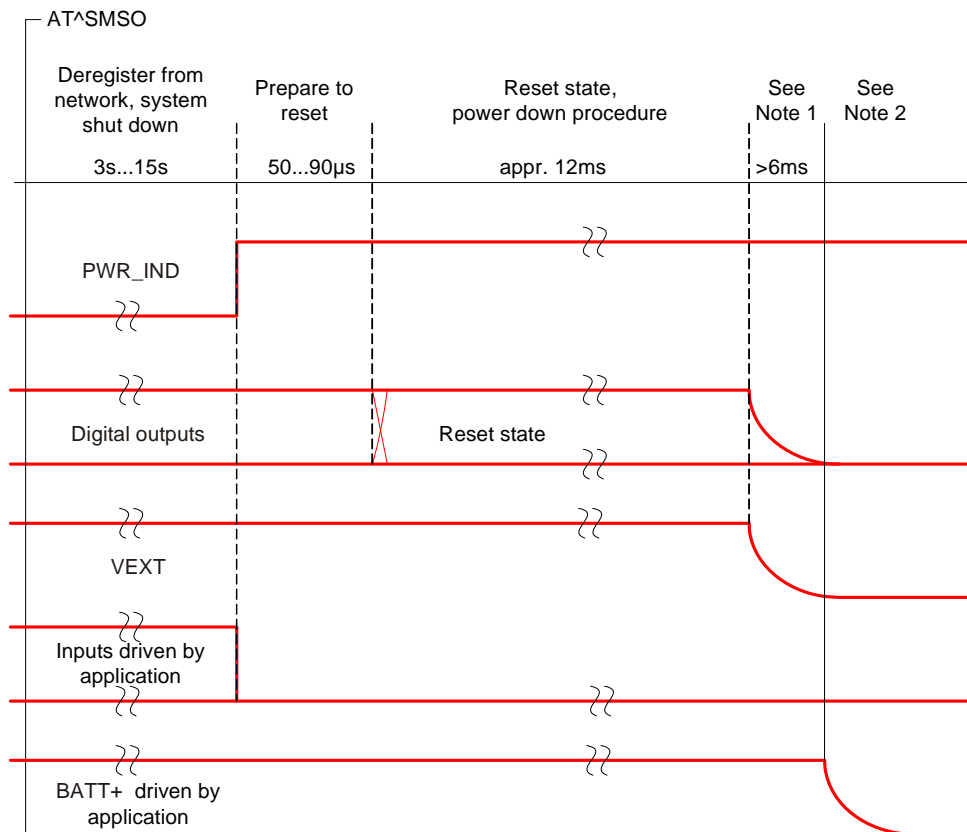 AT^SMSO
Deregister from
network, system
shut down
3s...15s
Prepare to
reset
50...90µs
Reset state,
power down procedure
appr. 12ms
See
Note 1
>6ms
See
Note 2
PWR_IND
Digital outputs
Reset state
VEXT
Inputs driven by
application
BATT+ driven by
application